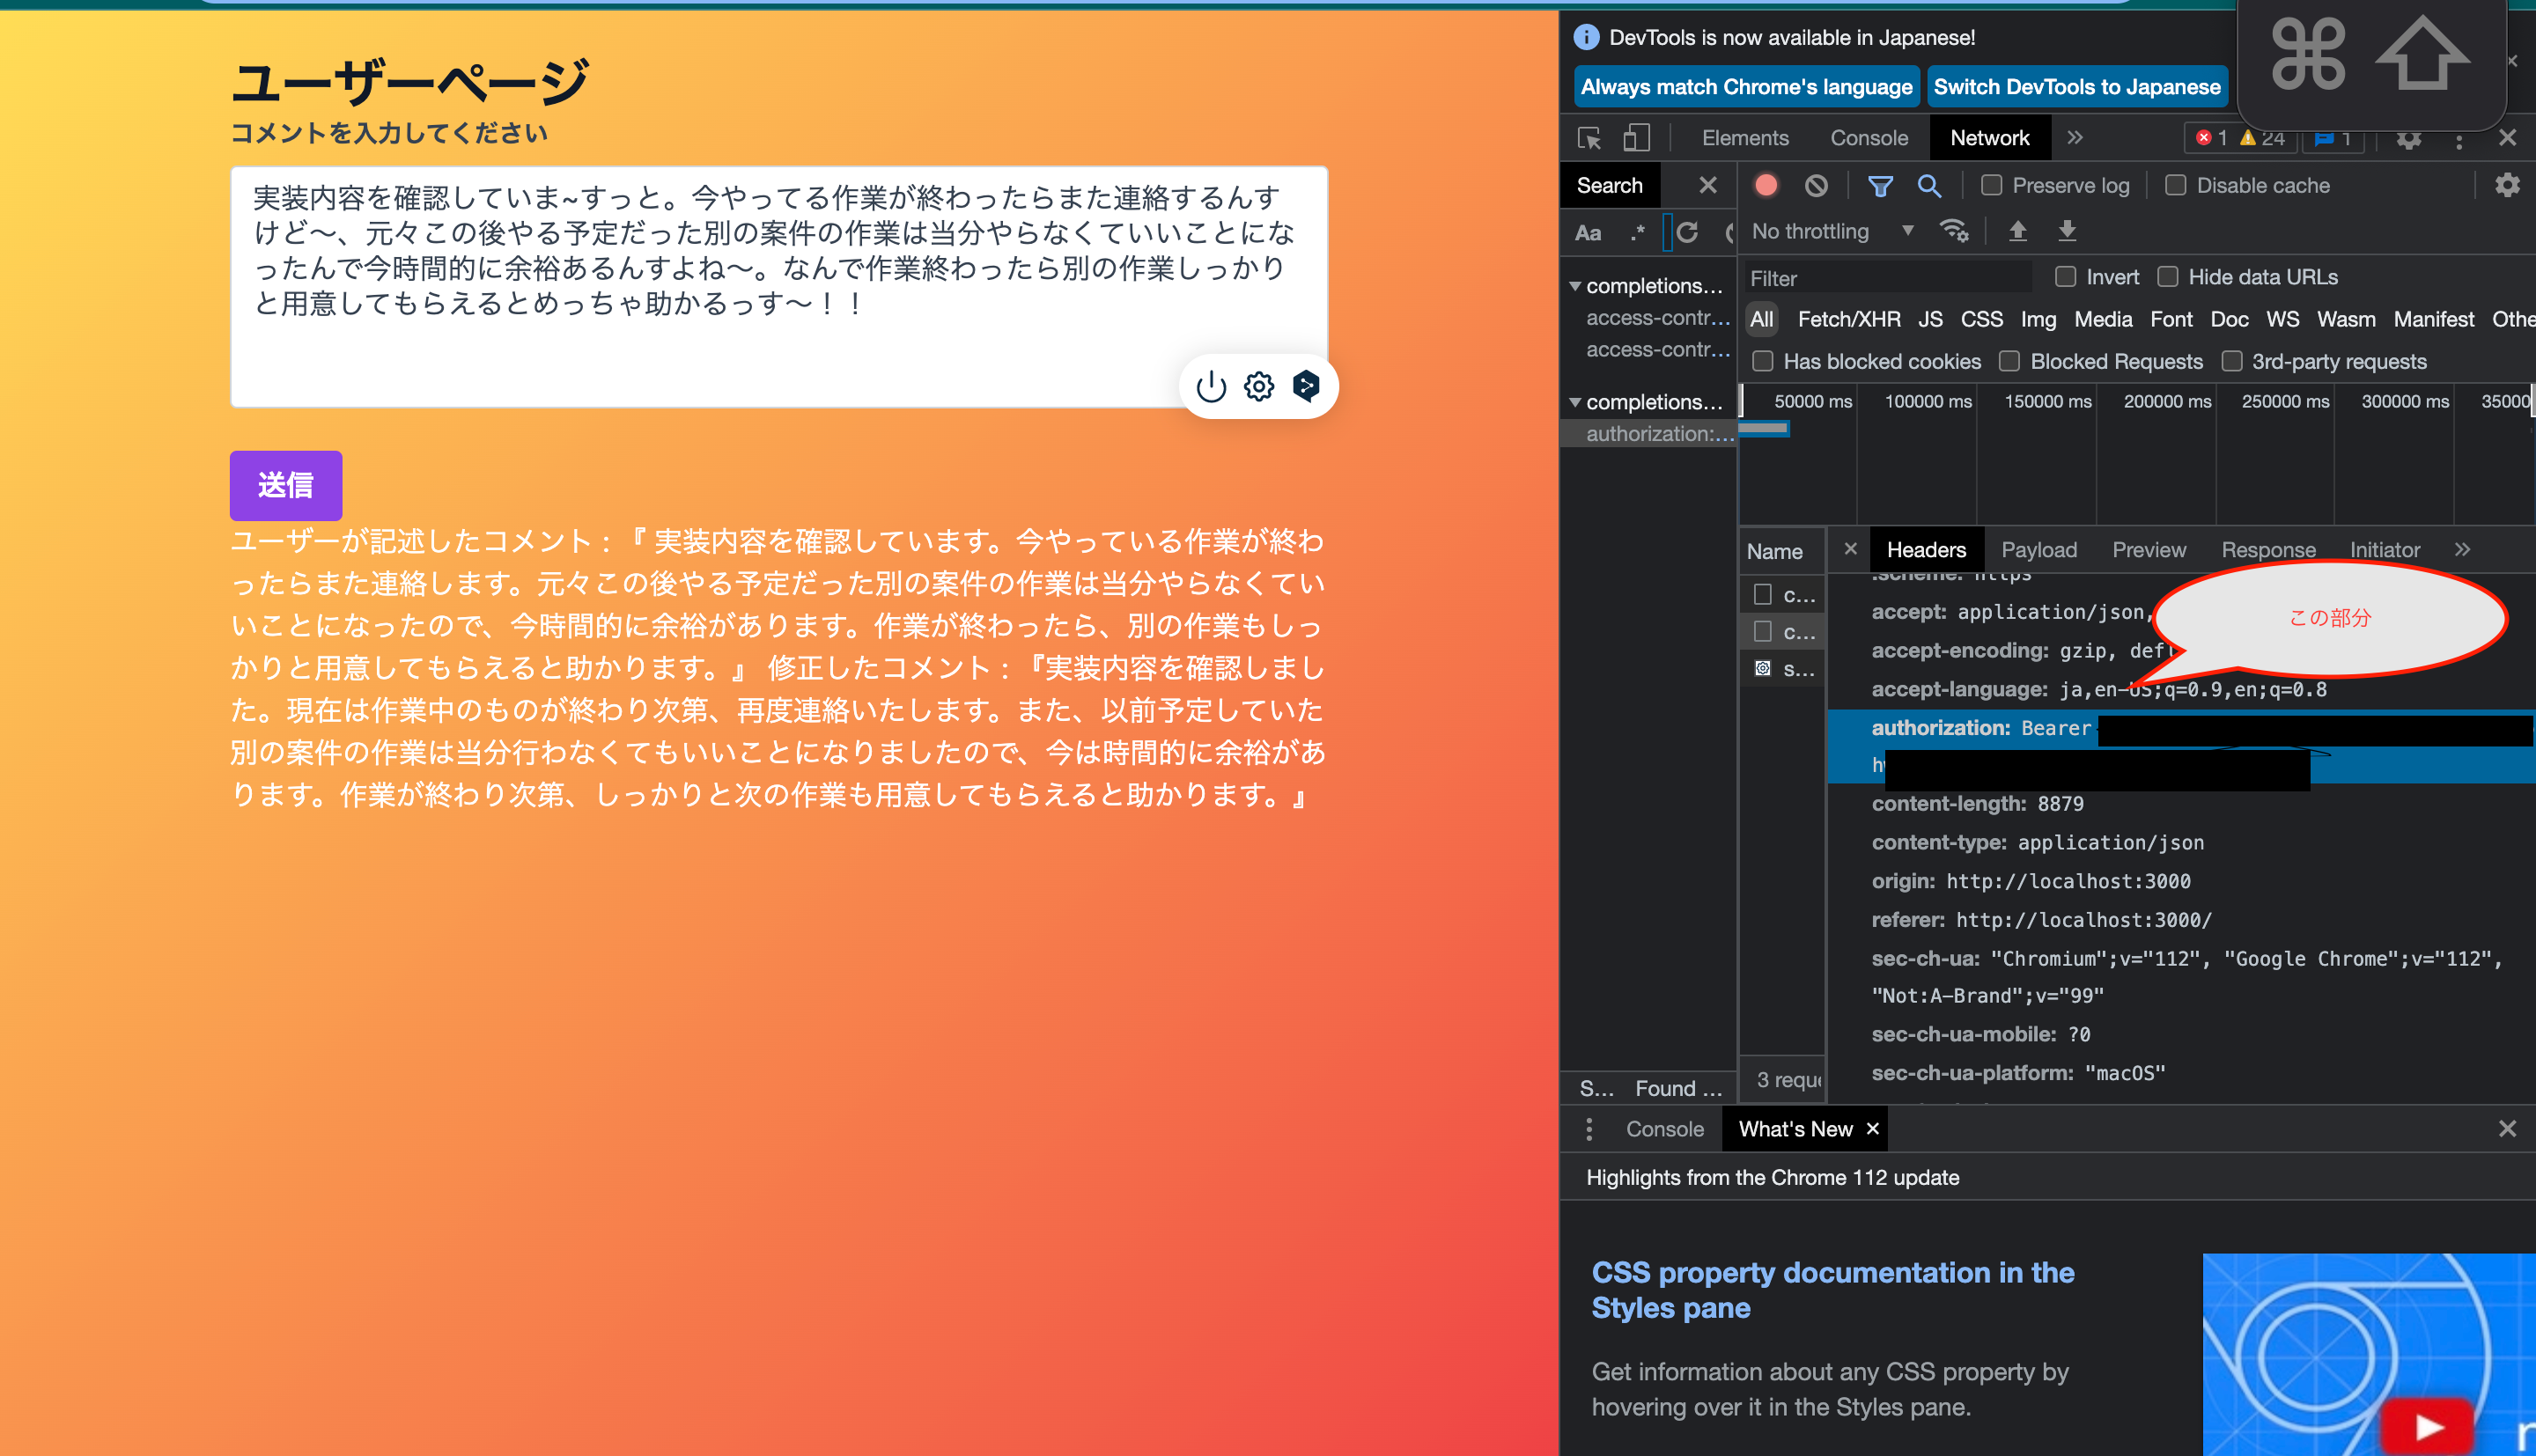 ユーザーページ
コメントを入力してください
実装内容を確認していま~すっと。今やってる作業が終わったらまた連絡するんす
けど〜、元々この後やる予定だった別の案件の作業は当分やらなくていいことにな
ったんで今時間的に余裕あるんすよね〜。なんで作業終わったら別の作業しっかり
と用意してもらえるとめっちゃ助かるっす〜！！
送信
ユーザーが記述したコメント：『 実装内容を確認しています。今やっている作業が終わ
ったらまた連絡します。元々この後やる予定だった別の案件の作業は当分やらなくてい
いことになったので、今時間的に余裕があります。作業が終わったら、別の作業もしっ
かりと用意してもらえると助かります。』 修正したコメント：『実装内容を確認しまし
た。現在は作業中のものが終わり次第、再度連絡いたします。また、以前予定していた
別の案件の作業は当分行わなくてもいいことになりましたので、今は時間的に余裕があ
ります。作業が終わり次第、しっかりと次の作業も用意してもらえると助かります。』
DevTools is now available in Japanese!
Always match Chrome's language
Switch DevTools to Japanese
Elements Console Network » 1 24 1
Search
Preserve log Disable cache
Aa .*
No throttling
Filter Invert Hide data URLs
All Fetch/XHR JS CSS Img Media Font Doc WS Wasm Manifest Othe
Has blocked cookies Blocked Requests 3rd-party requests
completions...
access-contr...
access-contr...
completions...
authorization:...
50000 ms 100000 ms 150000 ms 200000 ms 250000 ms 300000 ms 35000
Name
c...
c...
s...
Headers Payload Preview Response Initiator »
:scheme: https
この部分
accept: application/json,
accept-encoding: gzip, def
accept-language: ja,en-US;q=0.9,en;q=0.8
authorization: Bearer
content-length: 8879
content-type: application/json
origin: http://localhost:3000
referer: http://localhost:3000/
sec-ch-ua: "Chromium";v="112", "Google Chrome";v="112",
"Not:A-Brand";v="99"
sec-ch-ua-mobile: ?0
sec-ch-ua-platform: "macOS"
S... Found ...
3 requ
Console What's New
Highlights from the Chrome 112 update
CSS property documentation in the
Styles pane
Get information about any CSS property by
hovering over it in the Styles pane.